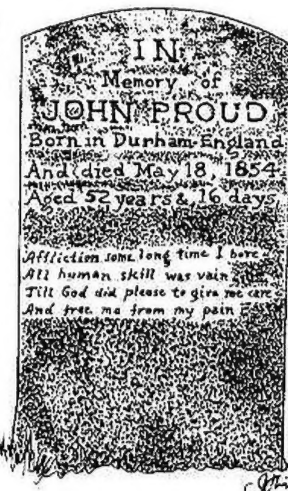 IN
Memory of
JOHN PROUD
Born in Durham-England
And died May 18, 1854
Aged 52 years & 16 days
Affliction some long time I bore
All human skill was vain
Till God did please to give me care
And free me from my pain